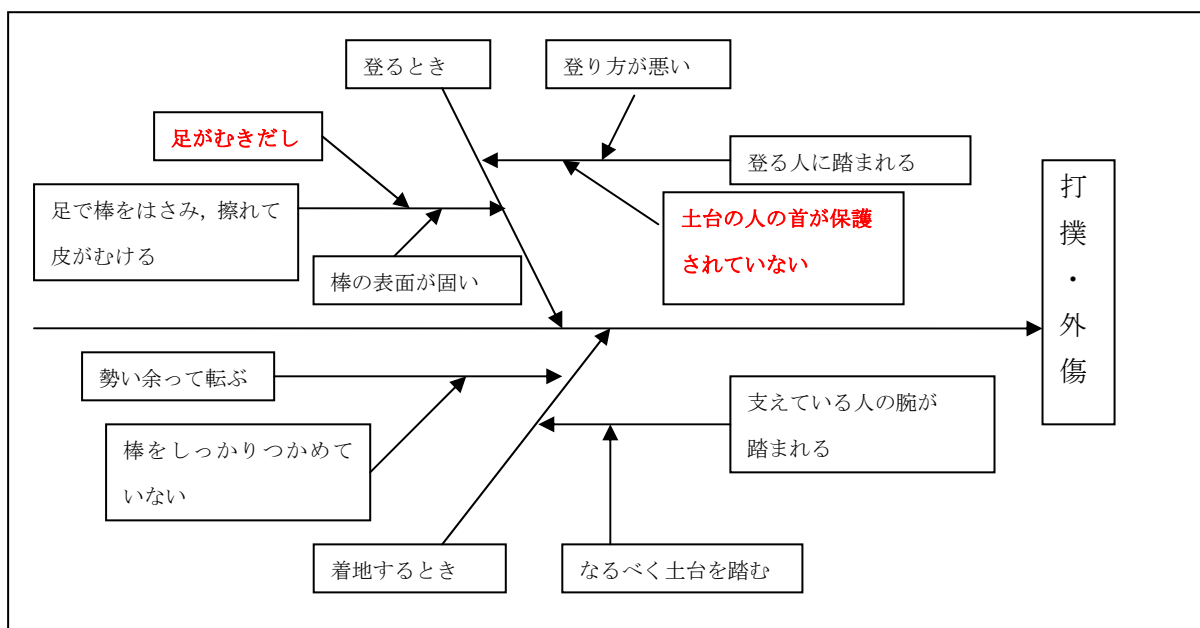 登るとき
登り方が悪い
足がむきだし
登る人に踏まれる
足で棒をはさみ,擦れて
皮がむける
棒の表面が固い
土台の人の首が保護
されていない
打撲・外傷
勢い余って転ぶ
棒をしっかりつかめて
いない
支えている人の腕が
踏まれる
着地するとき
なるべく土台を踏む